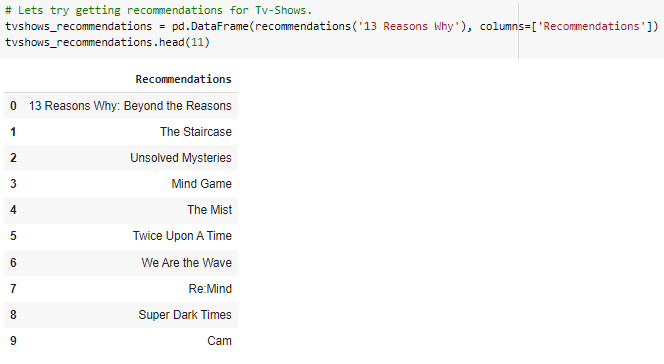 # Lets try getting recommendations for Tv-Shows.
tvshows_recommendations = pd.DataFrame(recommendations('13 Reasons Why'), columns=['Recommendations'])
tvshows_recommendations.head(11)
Recommendations
0 13 Reasons Why: Beyond the Reasons
1 The Staircase
2 Unsolved Mysteries
3 Mind Game
4 The Mist
5 Twice Upon A Time
6 We Are the Wave
7 Re:Mind
8 Super Dark Times
9 Cam